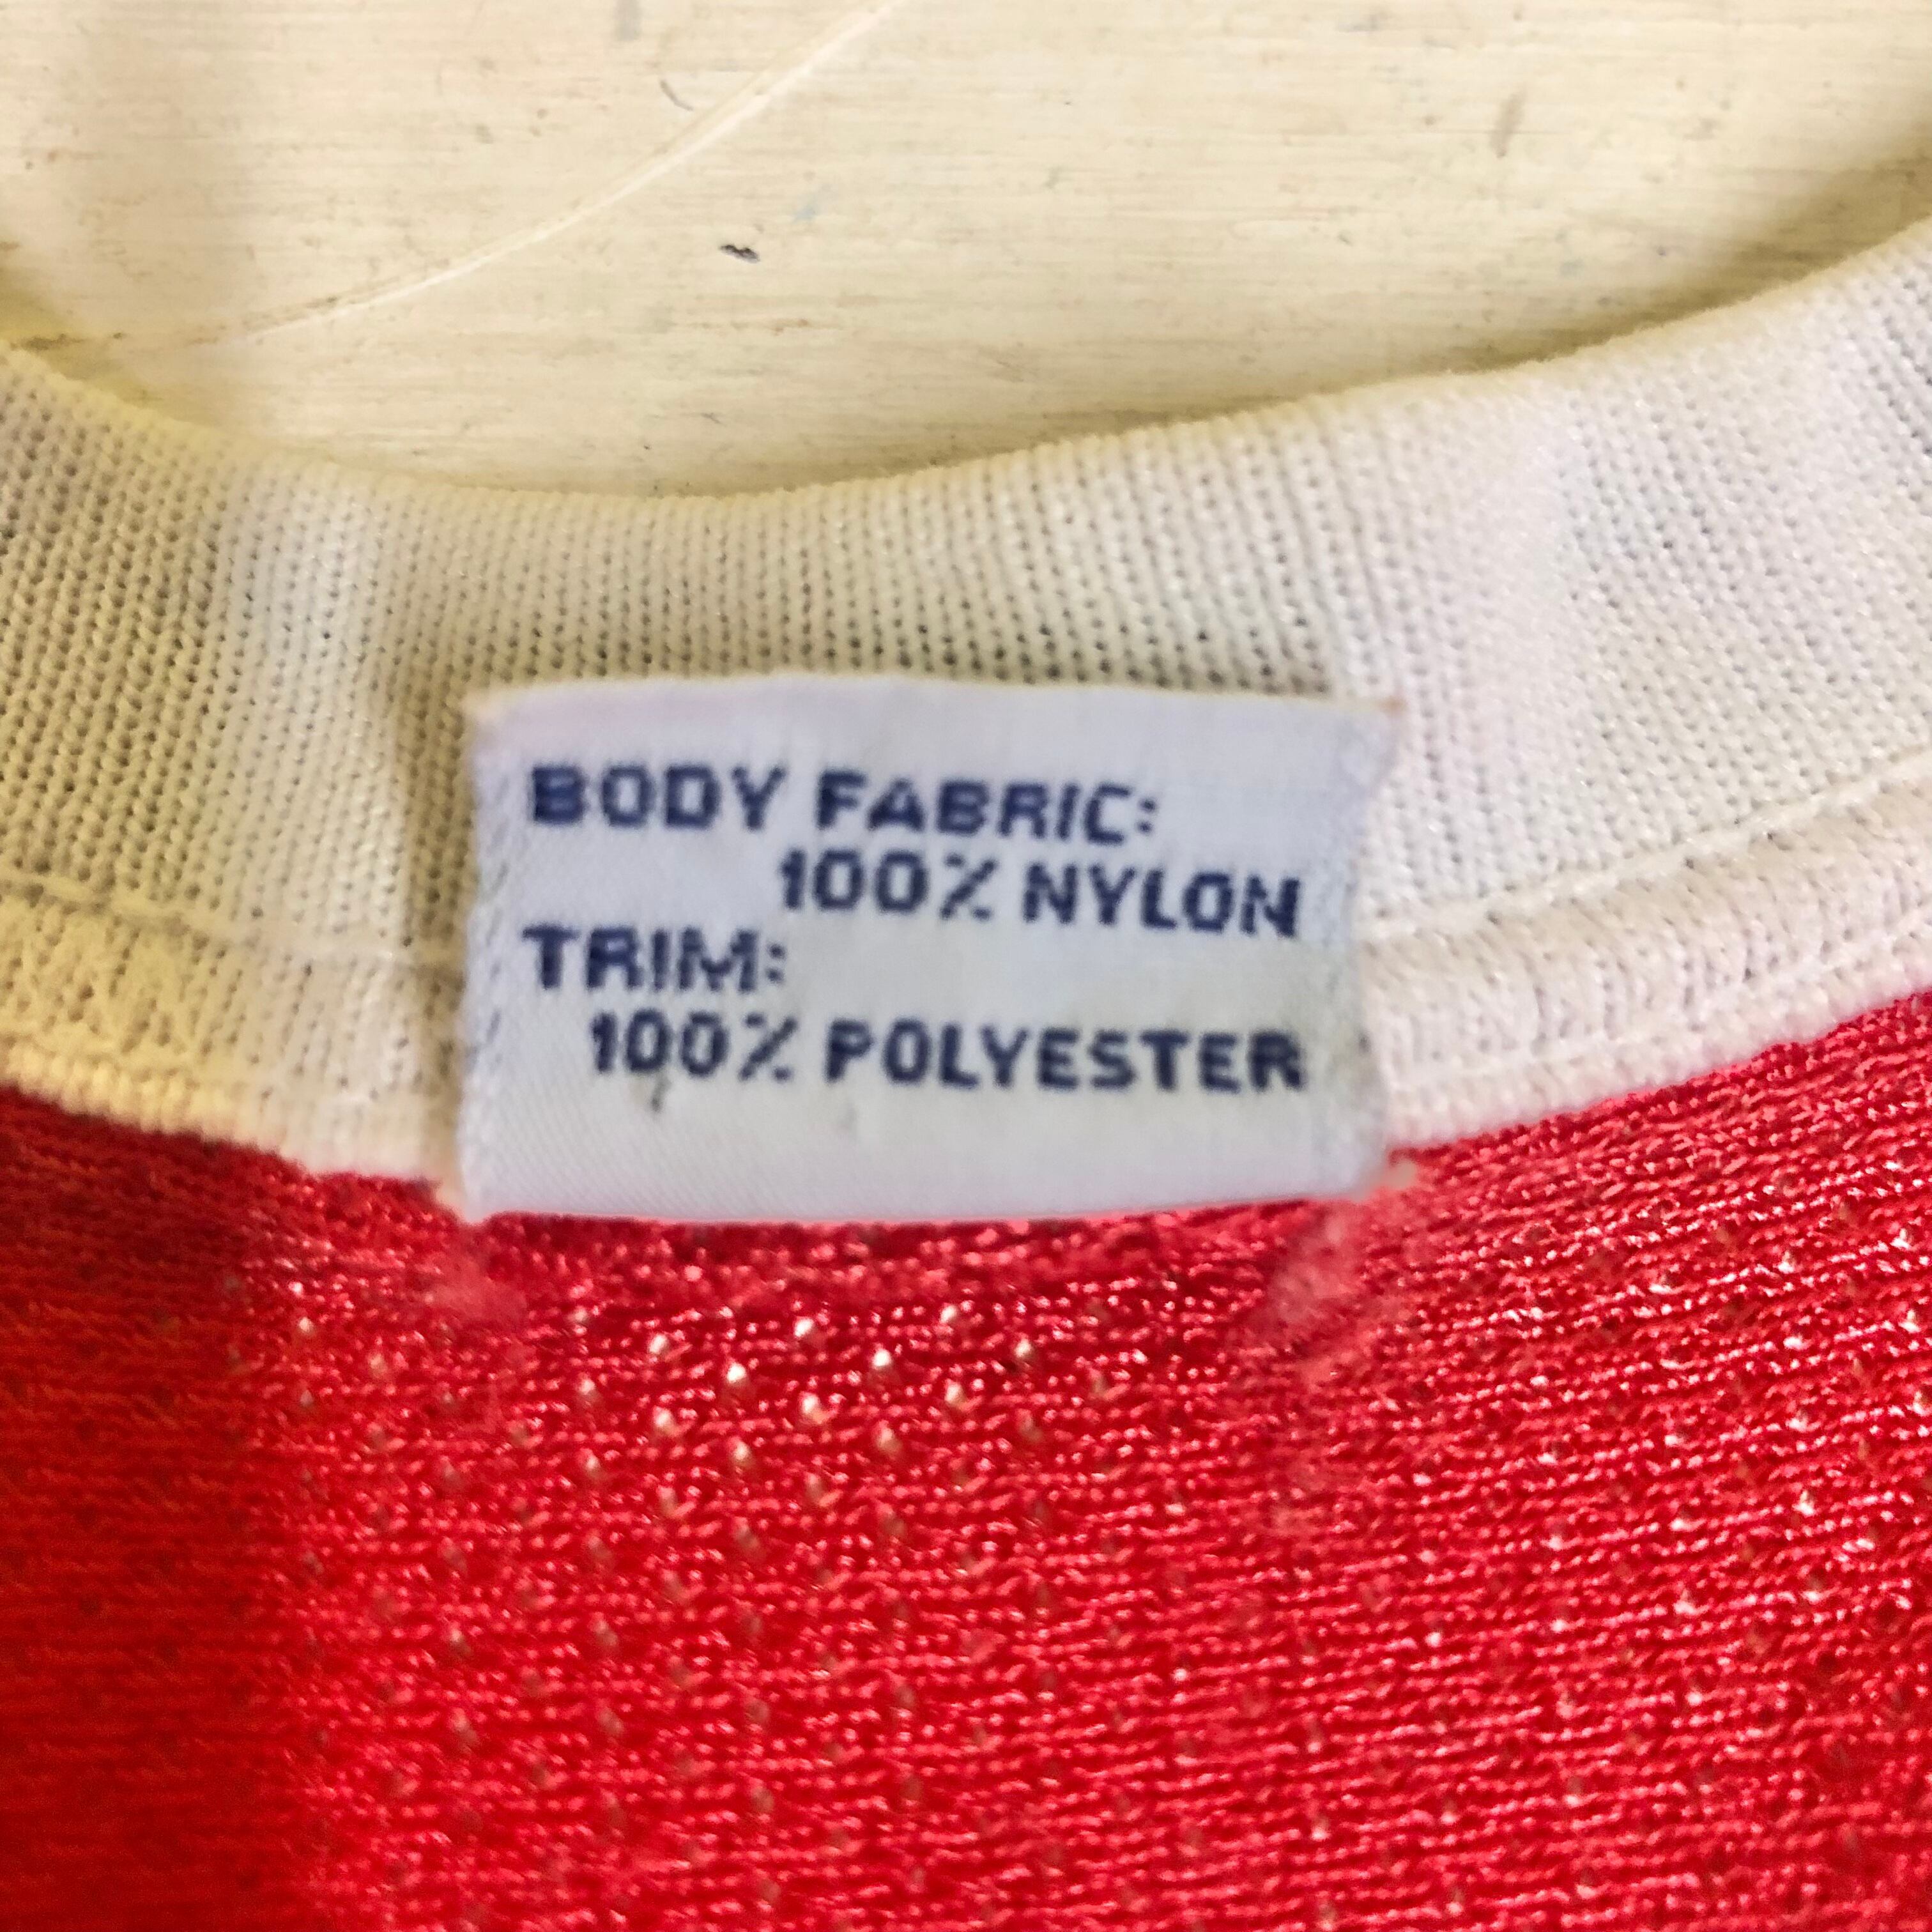 BODY FABRIC:
100% NYLON
TRIM:
100% POLYESTER